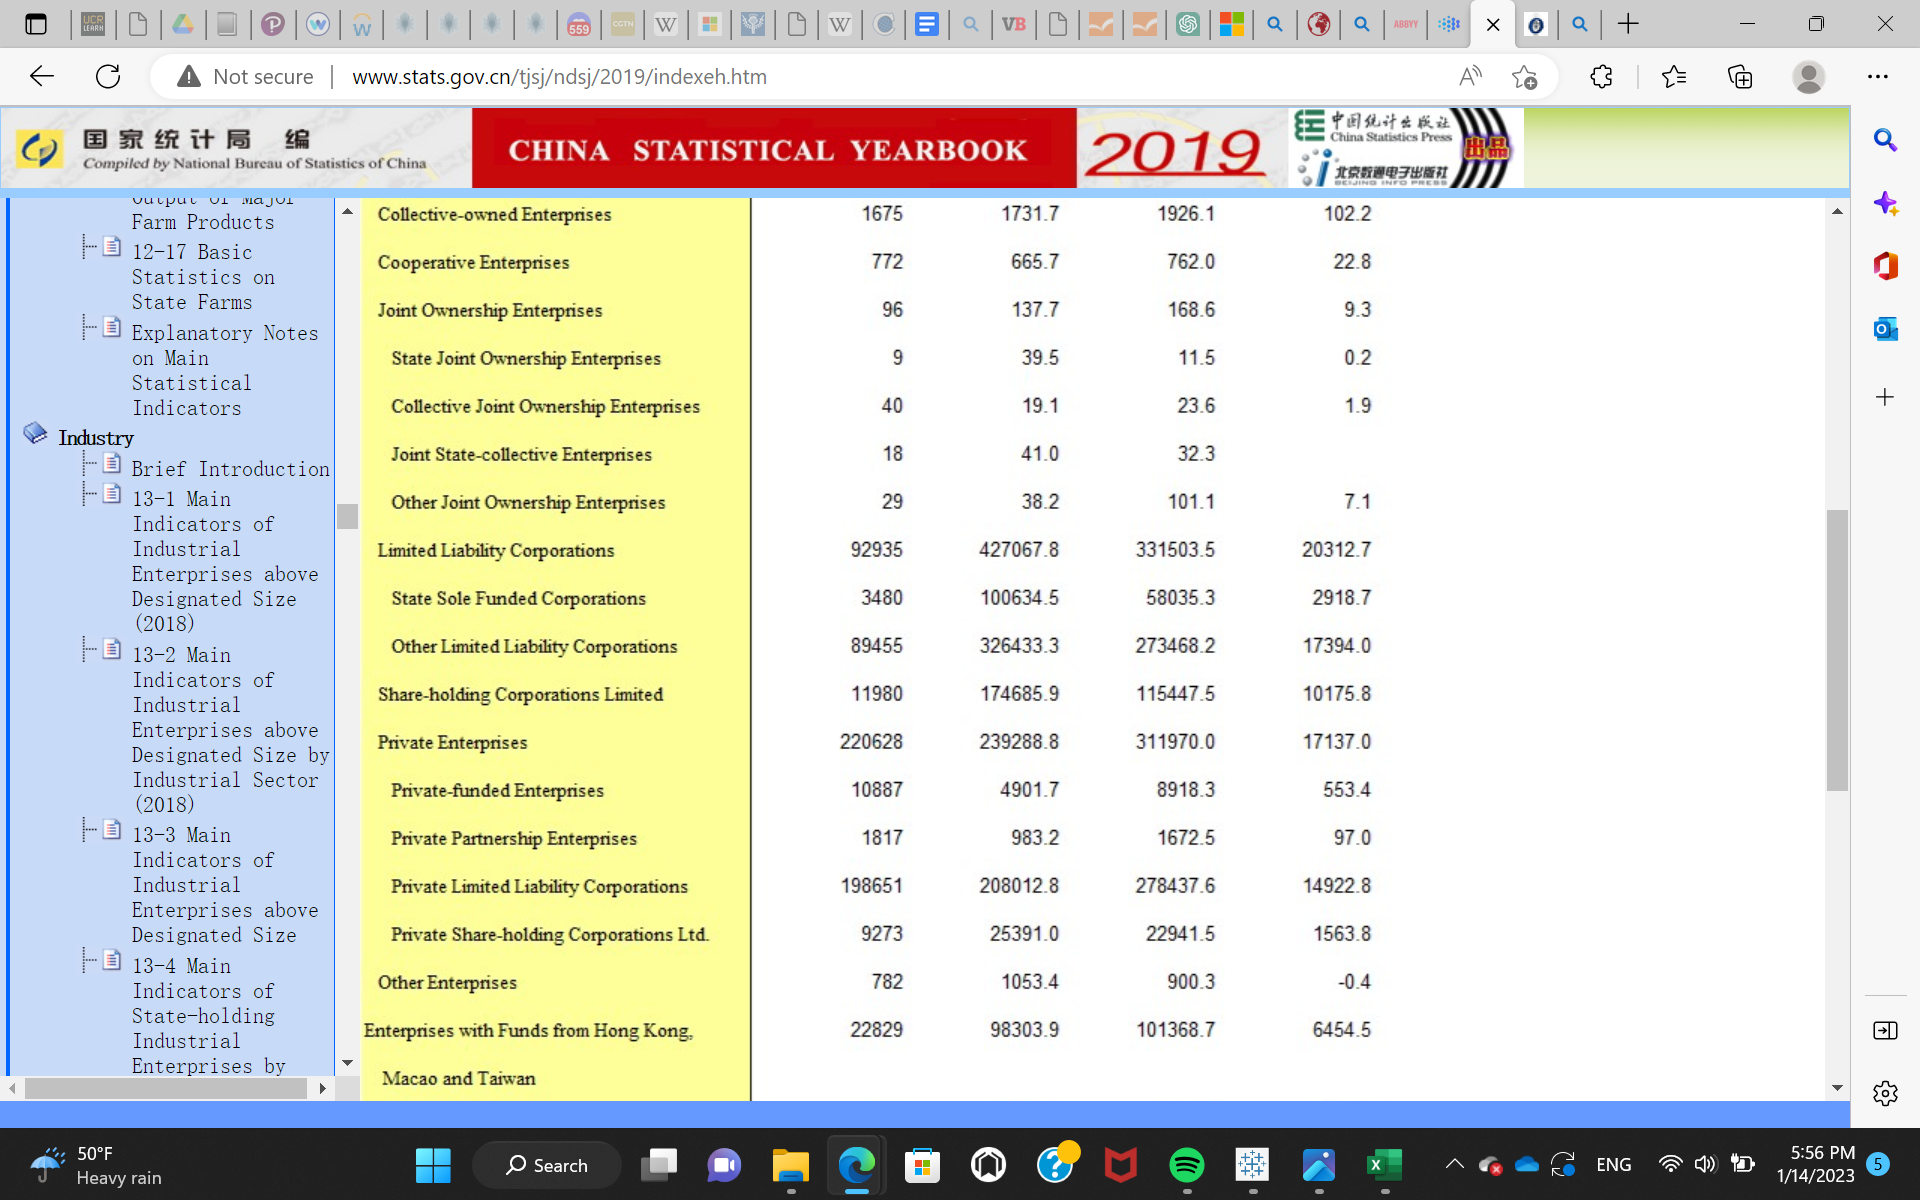 559
CGTN
VB
ABBYY
Not secure
www.stats.gov.cn/tjsj/ndsj/2019/indexeh.htm
国家统计局 编
Compiled by National Bureau of Statistics of China
CHINA STATISTICAL YEARBOOK
2019
中国统计出版社
China Statistics Press
北京数通电子出版社
BEIJING INFO PRESS
出品
Output of Major
Farm Products
12-17 Basic
Statistics on
State Farms
Explanatory Notes
on Main
Statistical
Indicators
Industry
Brief Introduction
13-1 Main
Indicators of
Industrial
Enterprises above
Designated Size
(2018)
13-2 Main
Indicators of
Industrial
Enterprises above
Designated Size by
Industrial Sector
(2018)
13-3 Main
Indicators of
Industrial
Enterprises above
Designated Size
13-4 Main
Indicators of
State-holding
Industrial
Enterprises by
Collective-owned Enterprises 1675 1731.7 1926.1 102.2
Cooperative Enterprises 772 665.7 762.0 22.8
Joint Ownership Enterprises 96 137.7 168.6 9.3
State Joint Ownership Enterprises 9 39.5 11.5 0.2
Collective Joint Ownership Enterprises 40 19.1 23.6 1.9
Joint State-collective Enterprises 18 41.0 32.3
Other Joint Ownership Enterprises 29 38.2 101.1 7.1
Limited Liability Corporations 92935 427067.8 331503.5 20312.7
State Sole Funded Corporations 3480 100634.5 58035.3 2918.7
Other Limited Liability Corporations 89455 326433.3 273468.2 17394.0
Share-holding Corporations Limited 11980 174685.9 115447.5 10175.8
Private Enterprises 220628 239288.8 311970.0 17137.0
Private-funded Enterprises 10887 4901.7 8918.3 553.4
Private Partnership Enterprises 1817 983.2 1672.5 97.0
Private Limited Liability Corporations 198651 208012.8 278437.6 14922.8
Private Share-holding Corporations Ltd. 9273 25391.0 22941.5 1563.8
Other Enterprises 782 1053.4 900.3 -0.4
Enterprises with Funds from Hong Kong, 22829 98303.9 101368.7 6454.5
Macao and Taiwan
50°F
Heavy rain
Search
ENG
5:56 PM
1/14/2023
5